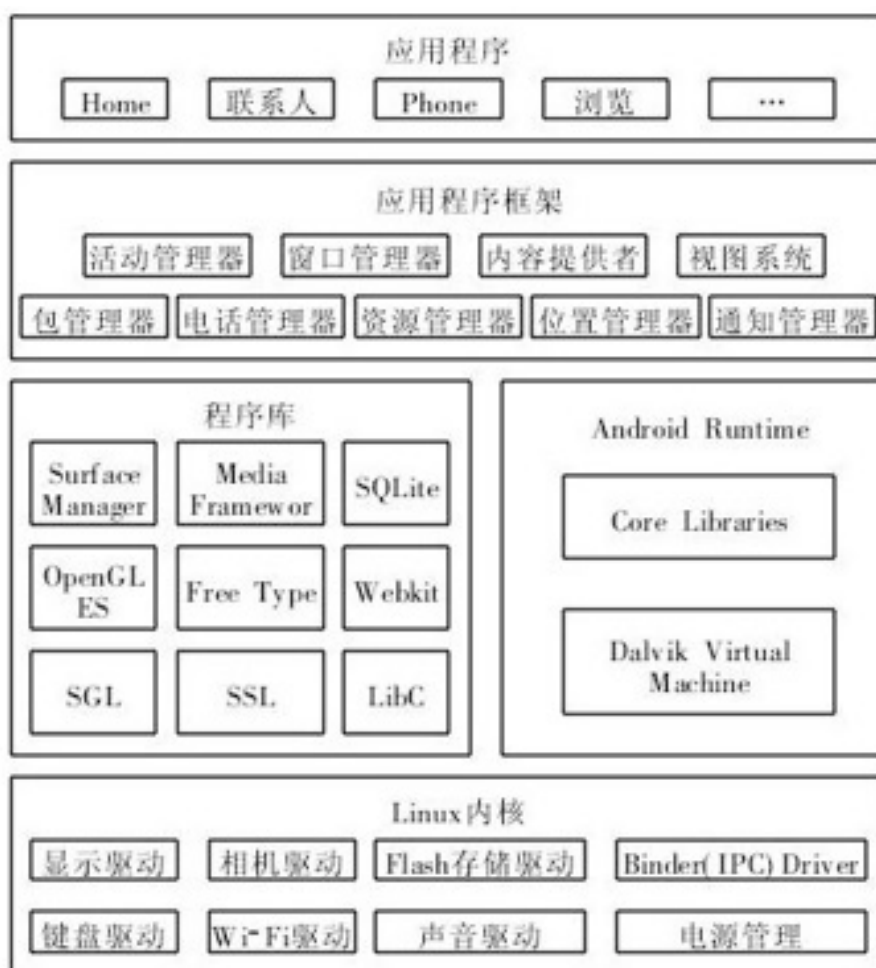 应用程序
Home 联系人 Phone 浏览 …
应用程序框架
活动管理器 窗口管理器 内容提供者 视图系统
包管理器 电话管理器 资源管理器 位置管理器 通知管理器
程序库
Surface
Manager
Media
Framewor
SQLite
OpenGL
ES
Free Type
Webkit
SGL
SSL
LibC
Android Runtime
Core Libraries
Dalvik Virtual
Machine
Linux内核
显示驱动 相机驱动 Flash存储驱动 Binder(IPC)Driver
键盘驱动 Wi-Fi驱动 声音驱动 电源管理